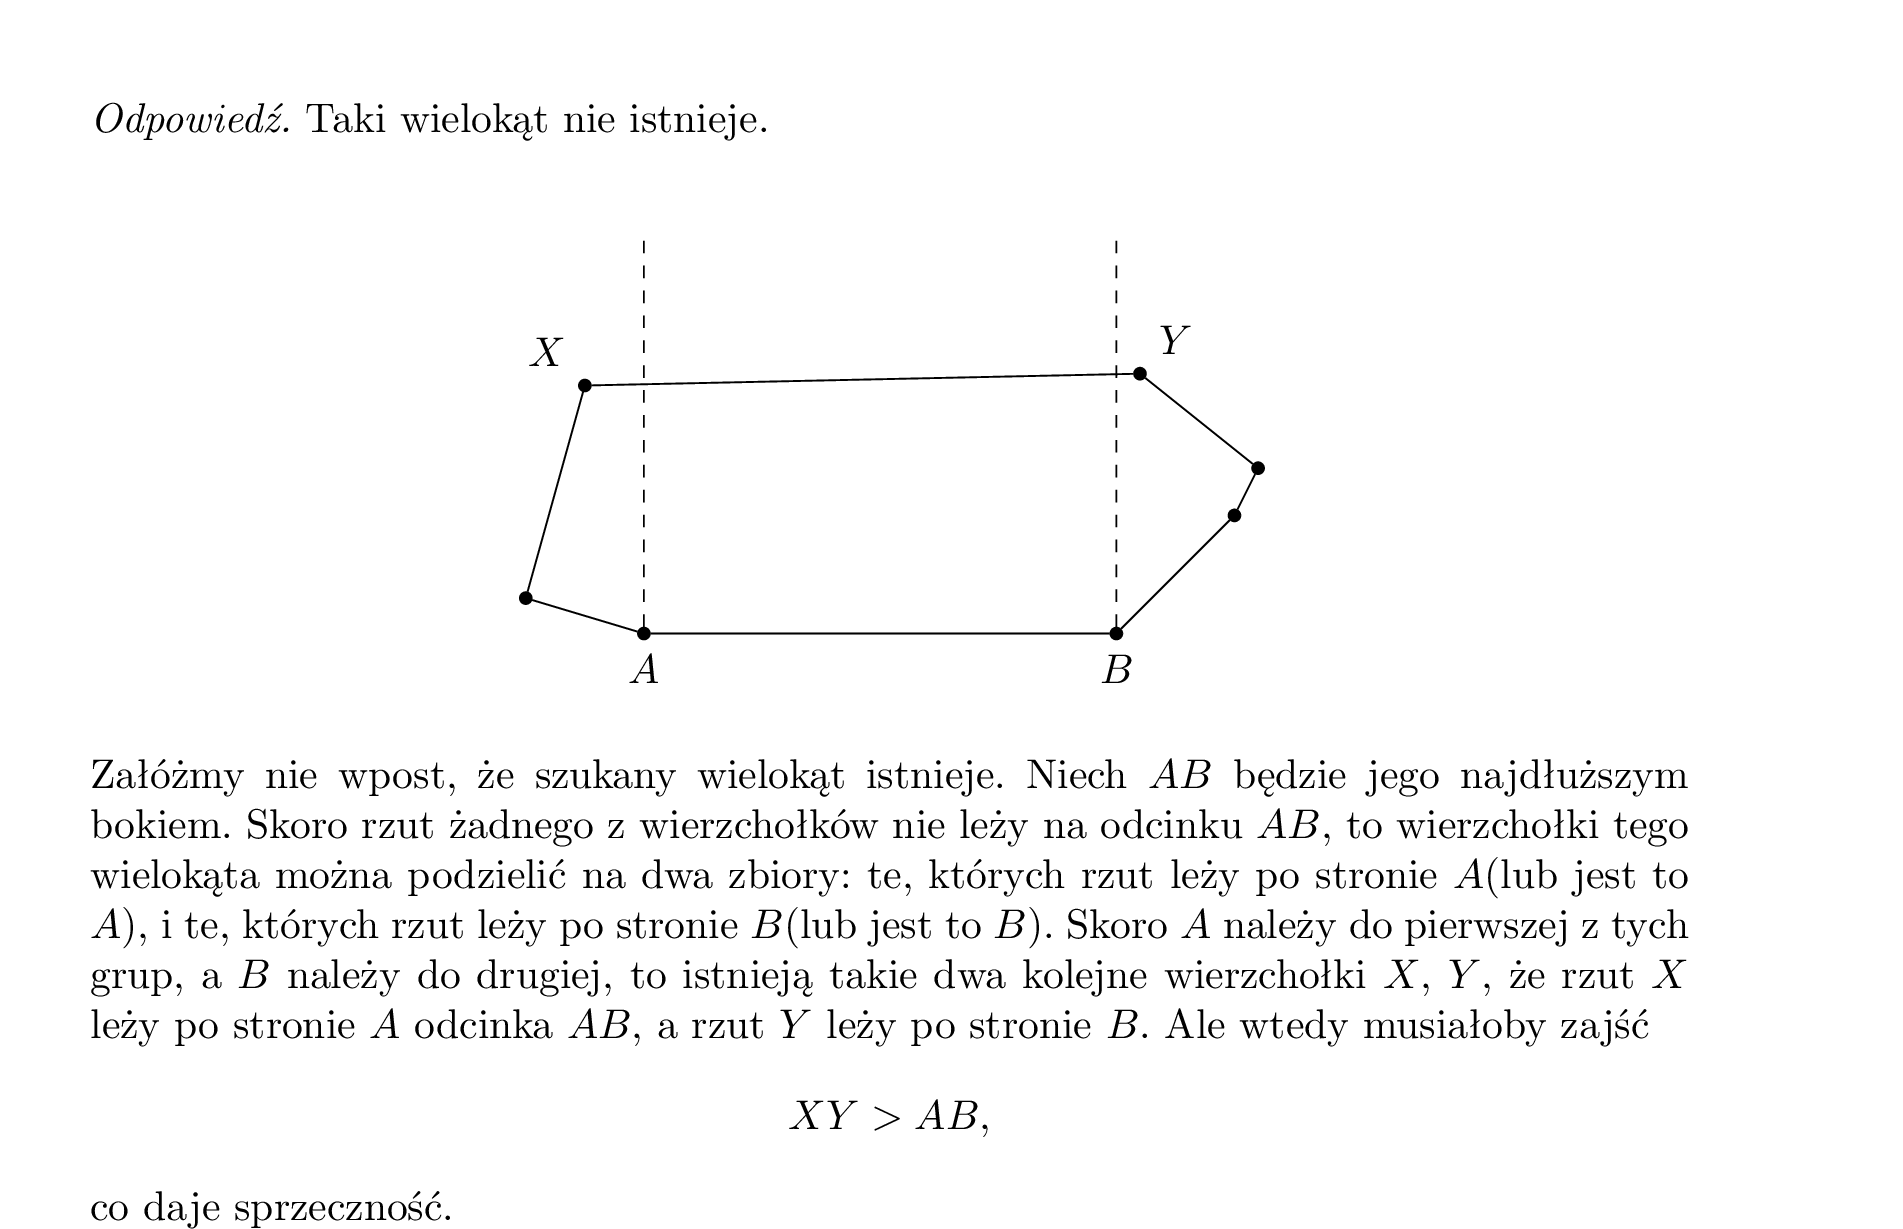 Odpowiedź. Taki wielokąt nie istnieje.
X
Y
A
B
Załóżmy nie wpost, że szukany wielokąt istnieje. Niech AB będzie jego najdłuższym
bokiem. Skoro rzut żadnego z wierzchołków nie leży na odcinku AB, to wierzchołki tego
wielokąta można podzielić na dwa zbiory: te, których rzut leży po stronie A(lub jest to
A), i te, których rzut leży po stronie B(lub jest to B). Skoro A należy do pierwszej z tych
grup, a B należy do drugiej, to istnieją takie dwa kolejne wierzchołki X, Y, że rzut X
leży po stronie A odcinka AB, a rzut Y leży po stronie B. Ale wtedy musiałoby zajść
XY > AB,
co daje sprzeczność.